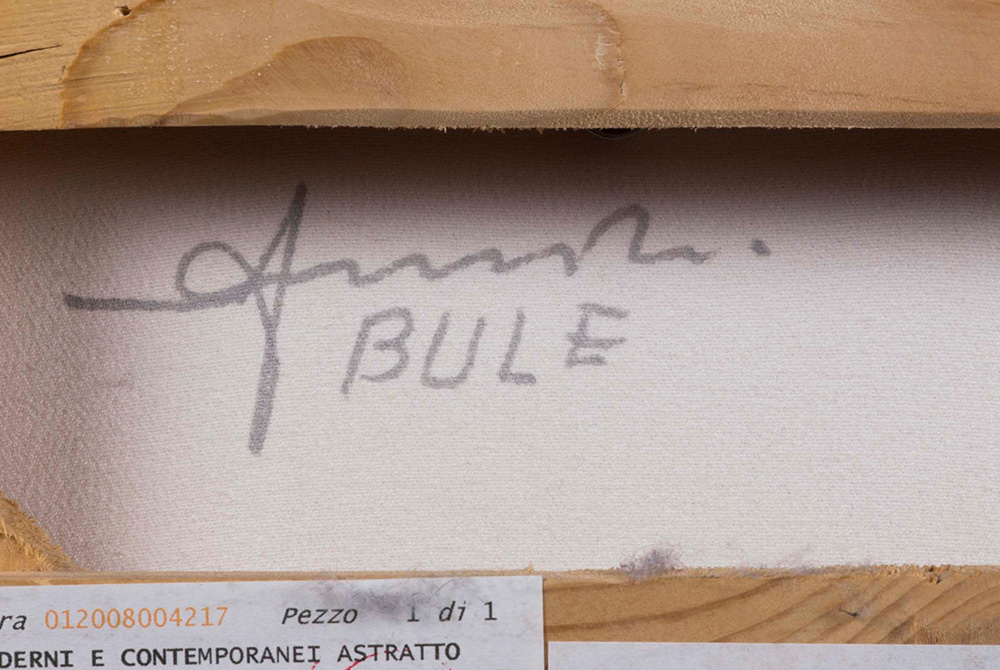 BULE
ra 012008004217 Pezzo 1 di 1
DERNI E CONTEMPORANEI ASTRATTO